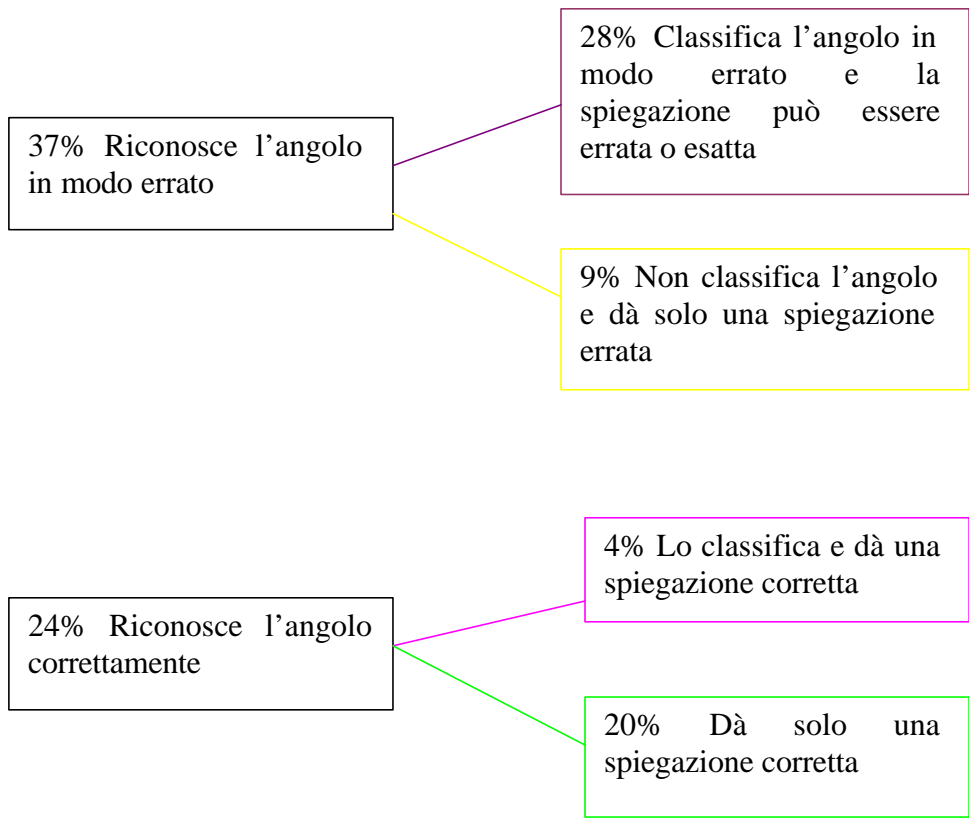 28% Classifica l’angolo in
modo errato e la
spiegazione può essere
errata o esatta
37% Riconosce l’angolo
in modo errato
9% Non classifica l’angolo
e dà solo una spiegazione
errata
4% Lo classifica e dà una
spiegazione corretta
24% Riconosce l’angolo
correttamente
20% Dà solo una
spiegazione corretta